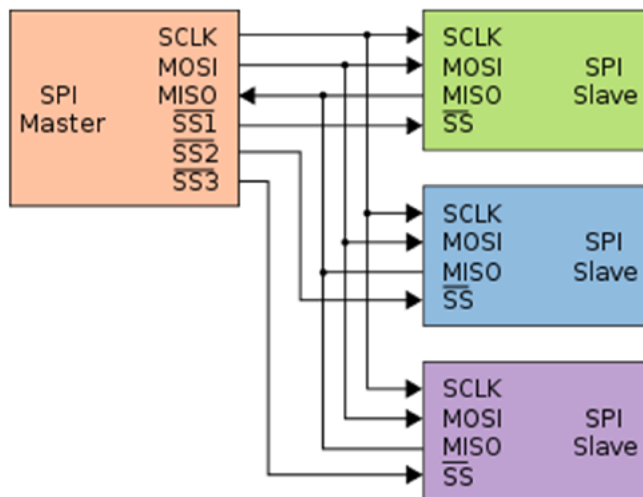 SCLK
MOSI
SPI MISO
Master SS1
SS2
SS3
SCLK
MOSI SPI
MISO Slave
SS
SCLK
MOSI SPI
MISO Slave
SS
SCLK
MOSI SPI
MISO Slave
SS